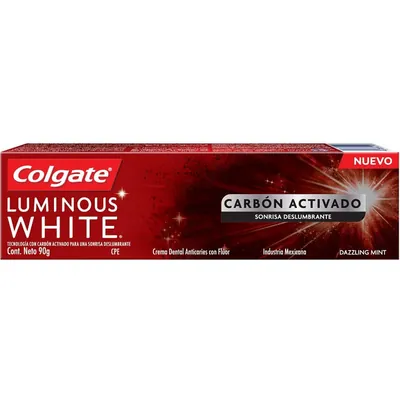 NUEVO
Colgate®
LUMINOUS
WHITE®
CARBÓN ACTIVADO
SONRISA DESLUMBRANTE
TECNOLOGÍA CON CARBÓN ACTIVADO PARA UNA SONRISA DESLUMBRANTE
Cont. Neto 90g
CPE
Crema Dental Anticaries con Flúor
Industria Mexicana
DAZZLING MINT